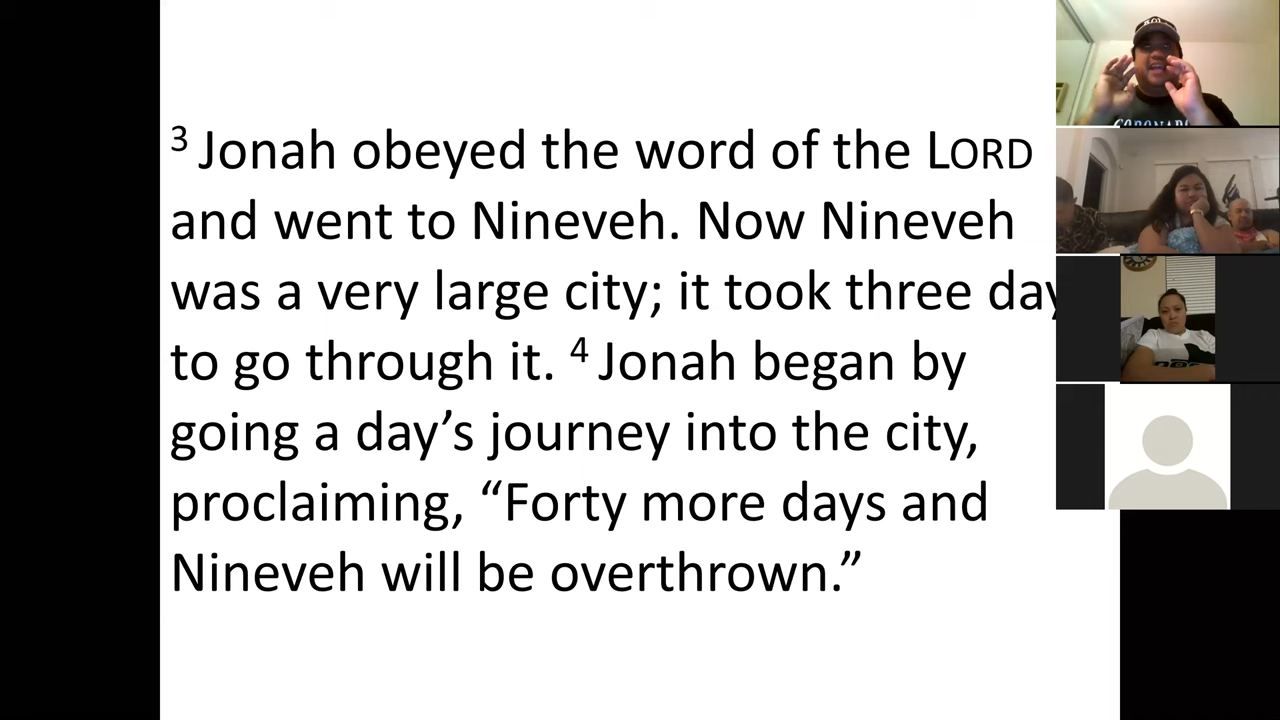 3 Jonah obeyed the word of the LORD
and went to Nineveh. Now Nineveh
was a very large city; it took three day
to go through it. 4 Jonah began by
going a day’s journey into the city,
proclaiming, “Forty more days and
Nineveh will be overthrown.”